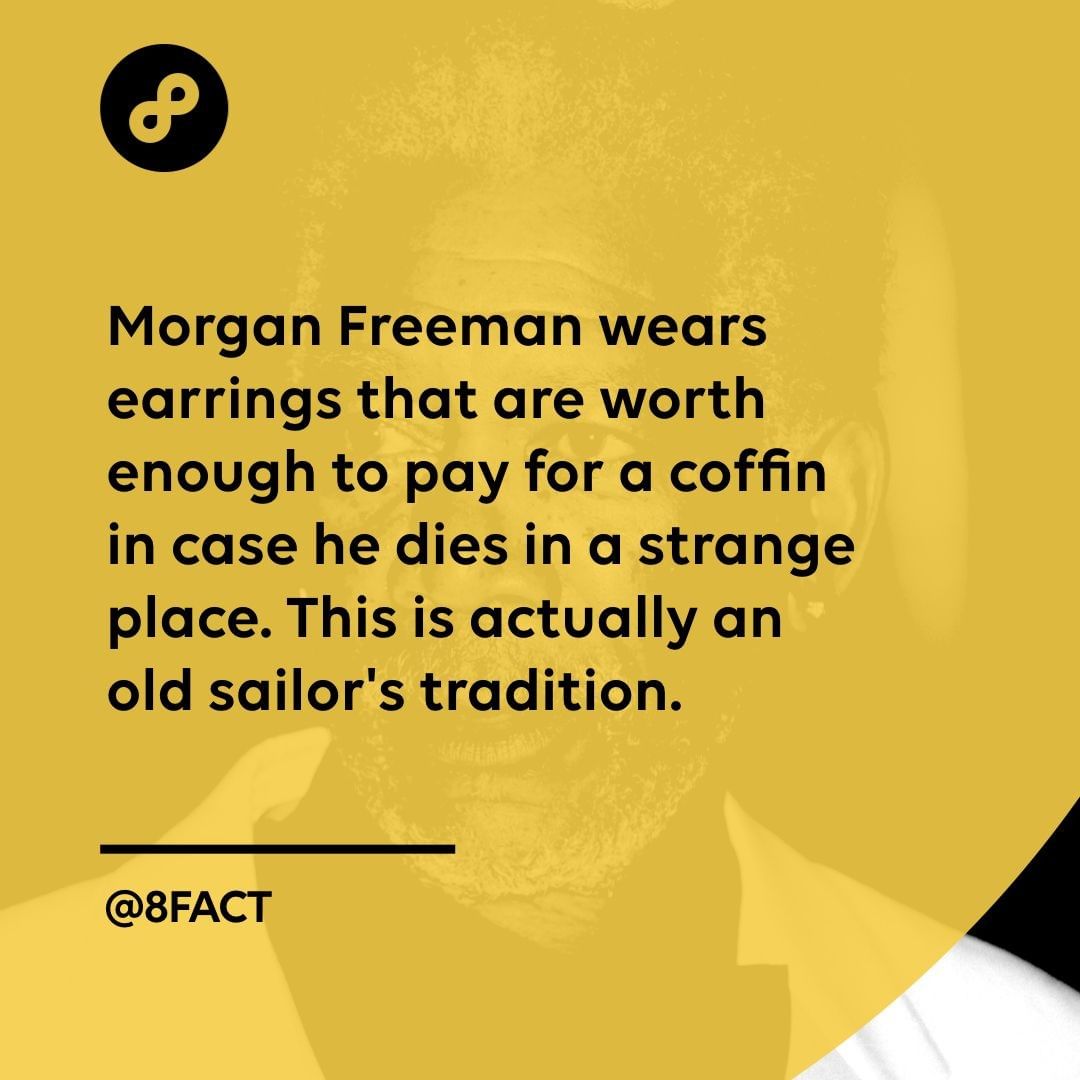 Morgan Freeman wears
earrings that are worth
enough to pay for a coffin
in case he dies in a strange
place. This is actually an
old sailor's tradition.
@8FACT